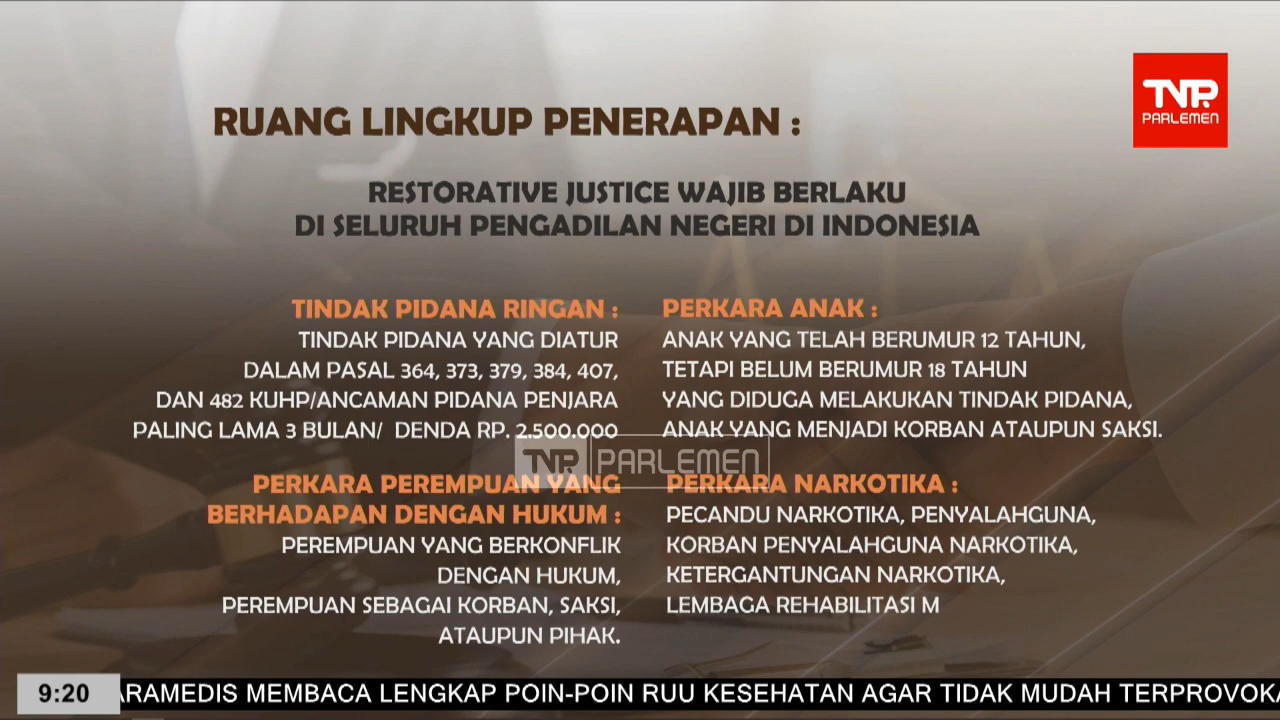 TVR
PARLEMEN
RUANG LINGKUP PENERAPAN :
RESTORATIVE JUSTICE WAJIB BERLAKU
DI SELURUH PENGADILAN NEGERI DI INDONESIA
TINDAK PIDANA RINGAN :
TINDAK PIDANA YANG DIATUR
DALAM PASAL 364, 373, 379, 384, 407,
DAN 482 KUHP/ANCAMAN PIDANA PENJARA
PALING LAMA 3 BULAN/ DENDA RP. 2.500.000
PERKARA ANAK :
ANAK YANG TELAH BERUMUR 12 TAHUN,
TETAPI BELUM BERUMUR 18 TAHUN
YANG DIDUGA MELAKUKAN TINDAK PIDANA,
ANAK YANG MENJADI KORBAN ATAUPUN SAKSI.
TVR PARLEMEN
PERKARA PEREMPUAN YANG
BERHADAPAN DENGAN HUKUM :
PEREMPUAN YANG BERKONFLIK
DENGAN HUKUM,
PEREMPUAN SEBAGAI KORBAN, SAKSI,
ATAUPUN PIHAK.
PERKARA NARKOTIKA :
PECANDU NARKOTIKA, PENYALAHGUNA,
KORBAN PENYALAHGUNA NARKOTIKA,
KETERGANTUNGAN NARKOTIKA,
LEMBAGA REHABILITASI M
9:20 ARAMEDIS MEMBACA LENGKAP POIN-POIN RUU KESEHATAN AGAR TIDAK MUDAH TERPROVOKA